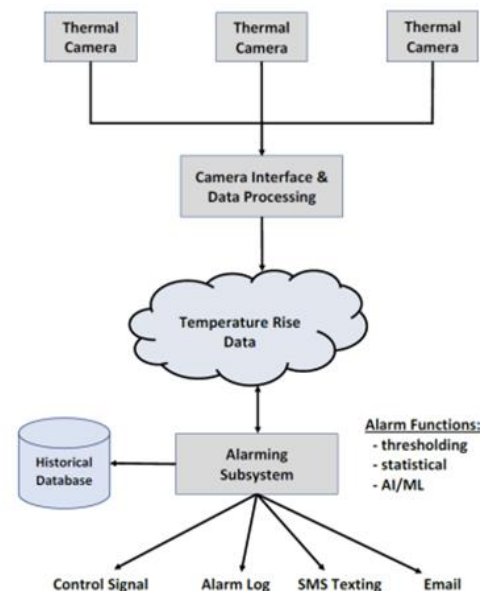 Thermal
Camera
Thermal
Camera
Thermal
Camera
Camera Interface &
Data Processing
Temperature Rise
Data
Alarm Functions:
- thresholding
- statistical
- AI/ML
Historical
Database
Alarming
Subsystem
Control Signal
Alarm Log
SMS Texting
Email